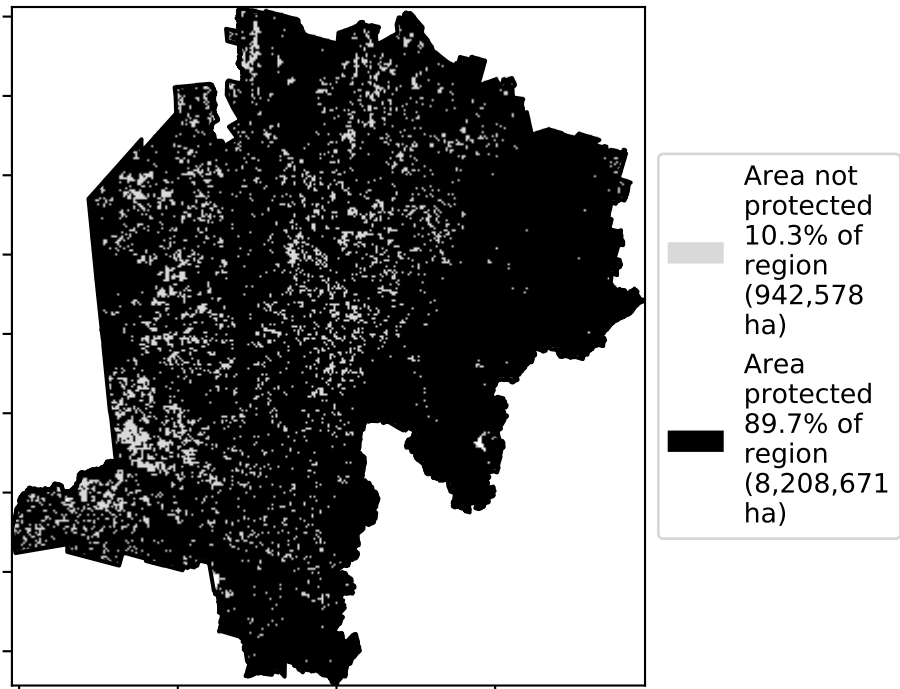 Area not
protected
10.3% of
region
(942,578
ha)
Area
protected
89.7% of
region
(8,208,671
ha)